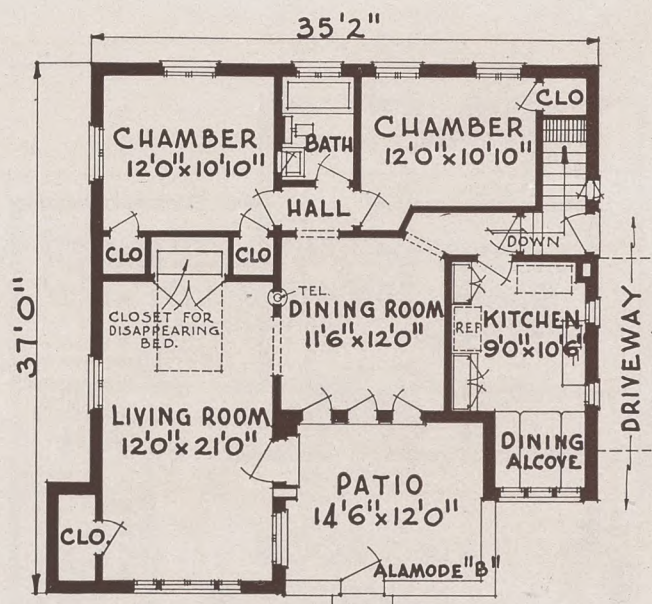 35'2"
CLO
CHAMBER
12'0"x10'10"
BATH
CHAMBER
12'0"x10'10"
HALL
DOWN
CLO
CLO
TEL.
CLOSET FOR
DISAPPEARING
BED.
DINING ROOM
11'6"x12'0"
REF
KITCHEN
9'0"x10'6"
37'0"
DRIVEWAY
LIVING ROOM
12'0"x21'0"
DINING
ALCOVE
PATIO
14'6"x12'0"
CLO.
ALAMODE "B"